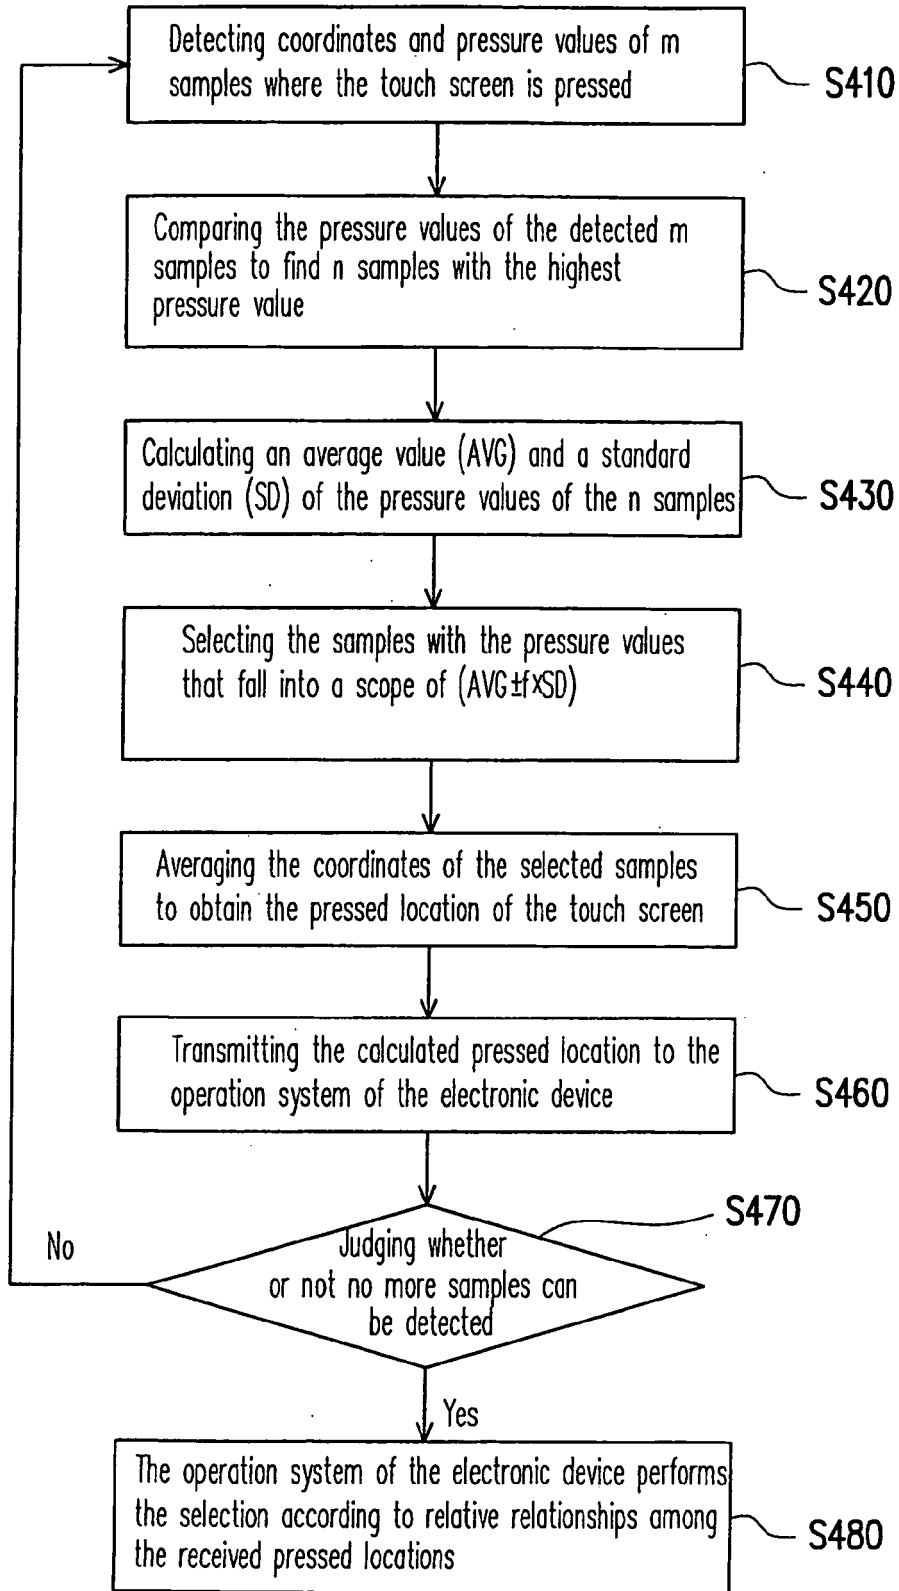 Detecting coordinates and pressure values of m
samples where the touch screen is pressed
S410
Comparing the pressure values of the detected m
samples to find n samples with the highest
pressure value
S420
Calculating an average value (AVG) and a standard
deviation (SD) of the pressure values of the n samples
S430
Selecting the samples with the pressure values
that fall into a scope of (AVG±f×SD)
S440
Averaging the coordinates of the selected samples
to obtain the pressed location of the touch screen
S450
Transmitting the calculated pressed location to the
operation system of the electronic device
S460
S470
No
Judging whether
or not no more samples can
be detected
Yes
The operation system of the electronic device performs
the selection according to relative relationships among
the received pressed locations
S480